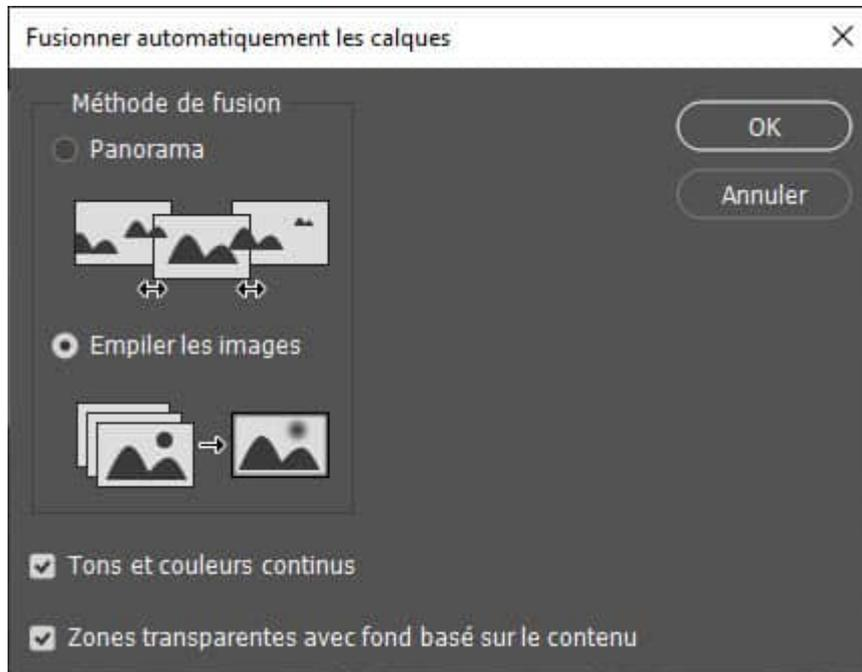 Fusionner automatiquement les calques
Méthode de fusion
Panorama
Empiler les images
OK
Annuler
Tons et couleurs continus
Zones transparentes avec fond basé sur le contenu